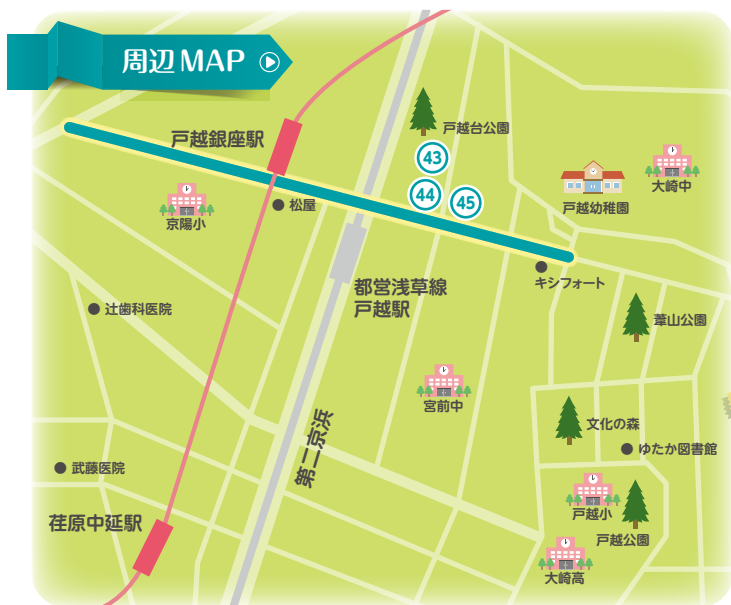 周辺MAP
戸越銀座駅
戸越台公園
43
44
45
大崎中
戸越幼稚園
京陽小
松屋
キシフォート
都営浅草線
戸越駅
辻歯科医院
葦山公園
宮前中
文化の森
ゆたか図書館
第二京浜
武藤医院
荏原中延駅
戸越小
戸越公園
大崎高